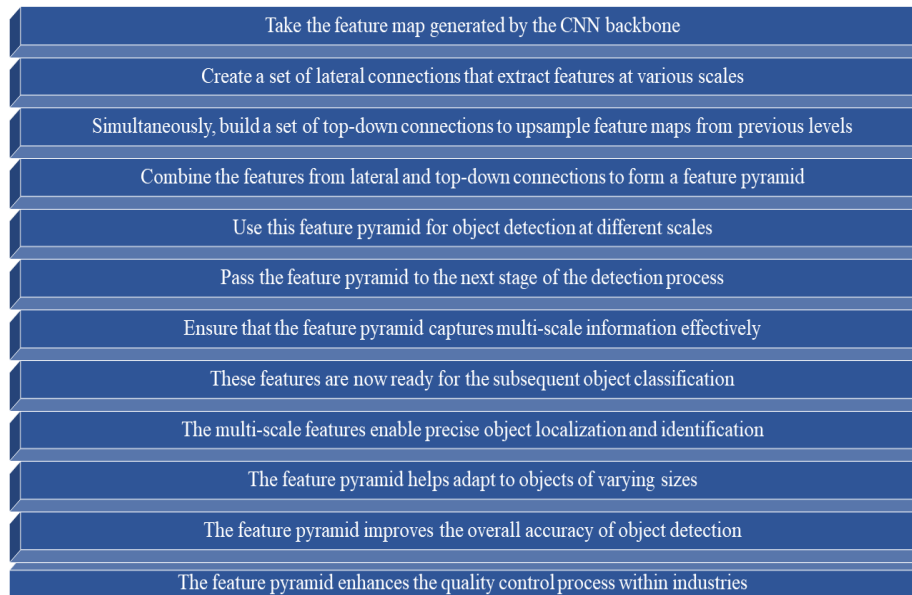 Take the feature map generated by the CNN backbone
Create a set of lateral connections that extract features at various scales
Simultaneously, build a set of top-down connections to upsample feature maps from previous levels
Combine the features from lateral and top-down connections to form a feature pyramid
Use this feature pyramid for object detection at different scales
Pass the feature pyramid to the next stage of the detection process
Ensure that the feature pyramid captures multi-scale information effectively
These features are now ready for the subsequent object classification
The multi-scale features enable precise object localization and identification
The feature pyramid helps adapt to objects of varying sizes
The feature pyramid improves the overall accuracy of object detection
The feature pyramid enhances the quality control process within industries